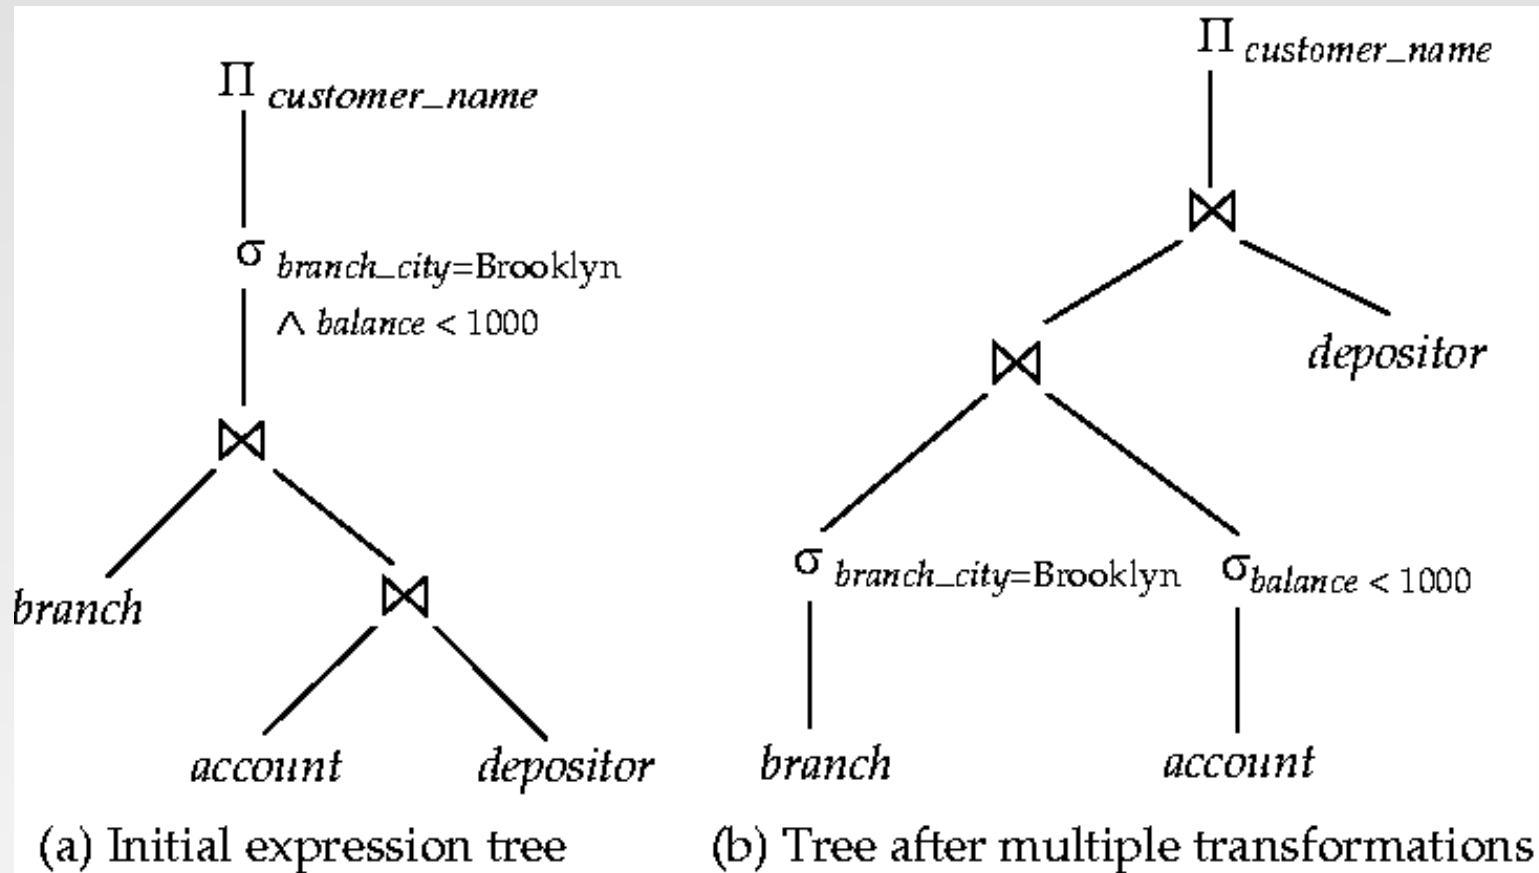 Π customer_name
σ branch_city=Brooklyn
∧ balance < 1000
⋈
branch
⋈
account depositor
(a) Initial expression tree
Π customer_name
⋈
depositor
⋈
σ branch_city=Brooklyn σ balance < 1000
branch account
(b) Tree after multiple transformations